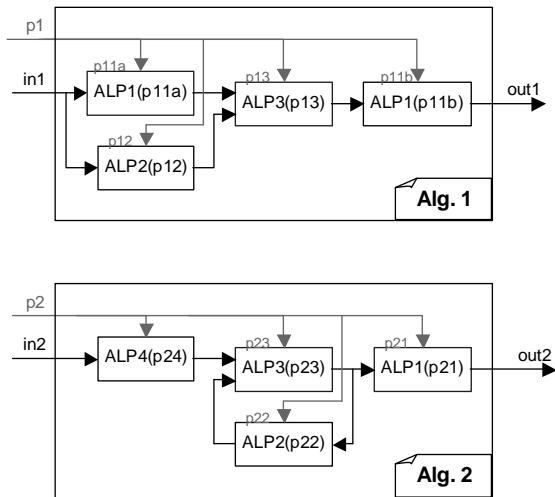 p1
p11a
p13
p11b
in1
ALP1(p11a)
ALP3(p13)
ALP1(p11b)
out1
p12
ALP2(p12)
Alg. 1
p2
p23
p21
in2
ALP4(p24)
ALP3(p23)
ALP1(p21)
out2
p22
ALP2(p22)
Alg. 2